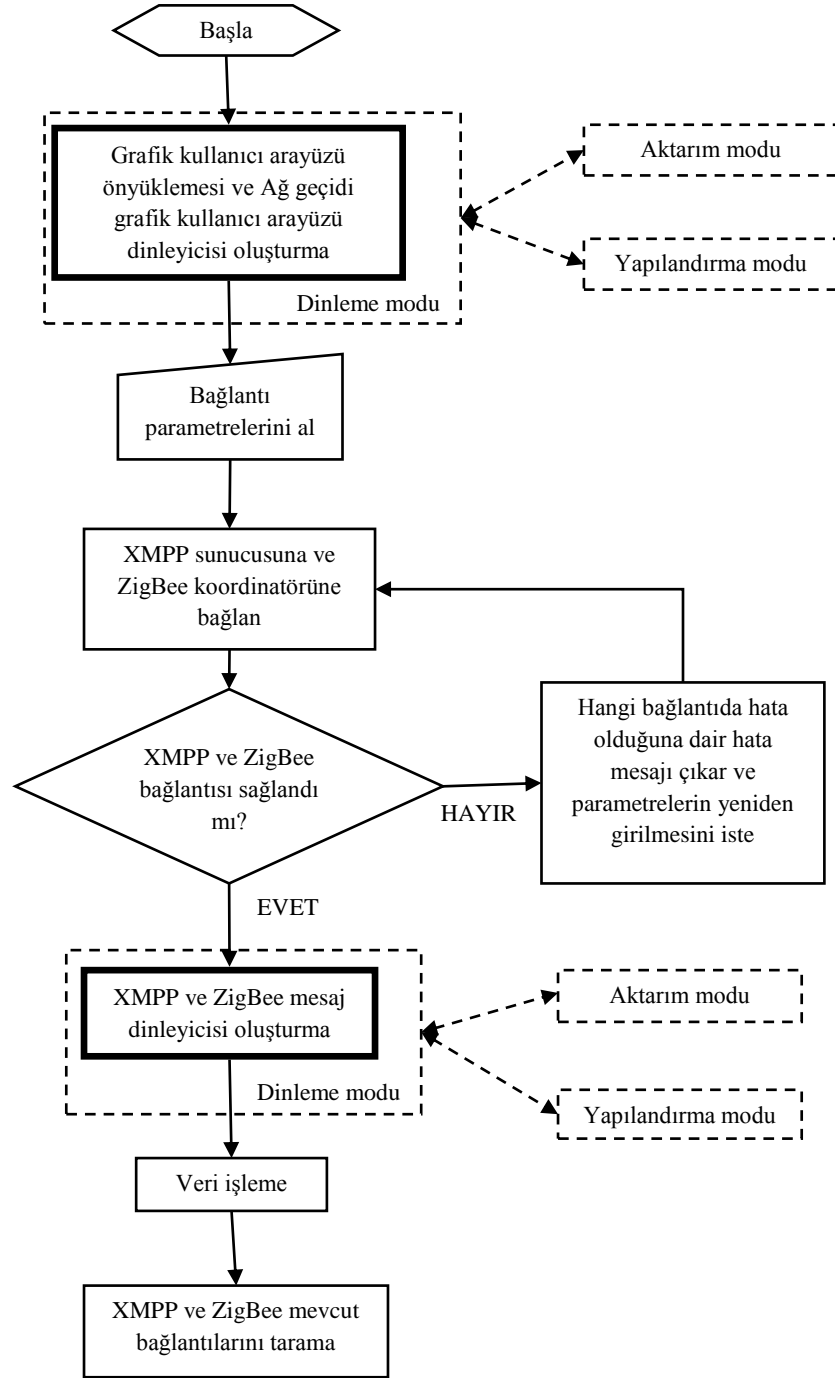 Başla
Grafik kullanıcı arayüzü
önyüklemesi ve Ağ geçidi
grafik kullanıcı arayüzü
dinleyicisi oluşturma
Dinleme modu
Aktarım modu
Yapılandırma modu
Bağlantı
parametrelerini al
XMPP sunucusuna ve
ZigBee koordinatörüne
bağlan
XMPP ve ZigBee
bağlantısı sağlandı
mı?
HAYIR
Hangi bağlantıda hata
olduğuna dair hata
mesajı çıkar ve
parametrelerin yeniden
girilmesini iste
EVET
XMPP ve ZigBee mesaj
dinleyicisi oluşturma
Dinleme modu
Aktarım modu
Yapılandırma modu
Veri işleme
XMPP ve ZigBee mevcut
bağlantılarını tarama